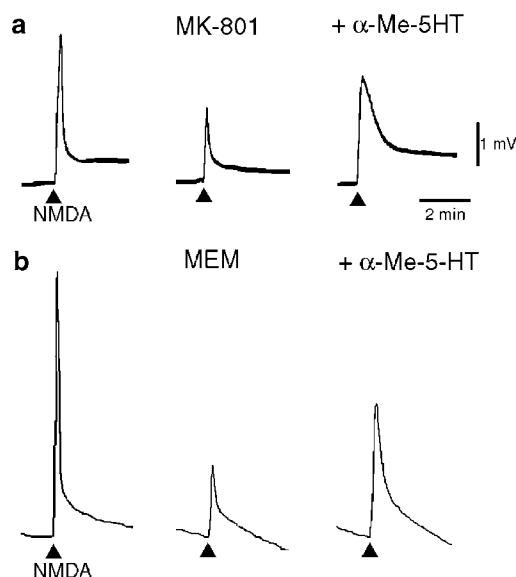 a
MK-801
+ α-Me-5HT
1 mV
NMDA
2 min
b
MEM
+ α-Me-5-HT
NMDA